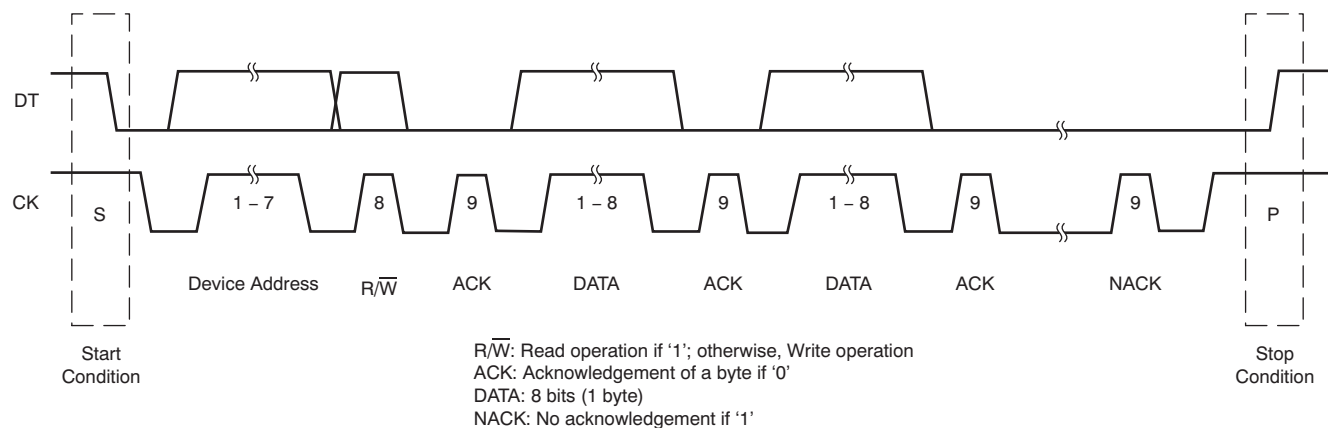 DT
CK
S
1 – 7
8
9
1 – 8
9
1 – 8
9
9
P
Device Address
R/W̅
ACK
DATA
ACK
DATA
ACK
NACK
Start
Condition
Stop
Condition
R/W̅: Read operation if ‘1’; otherwise, Write operation
ACK: Acknowledgement of a byte if ‘0’
DATA: 8 bits (1 byte)
NACK: No acknowledgement if ‘1’